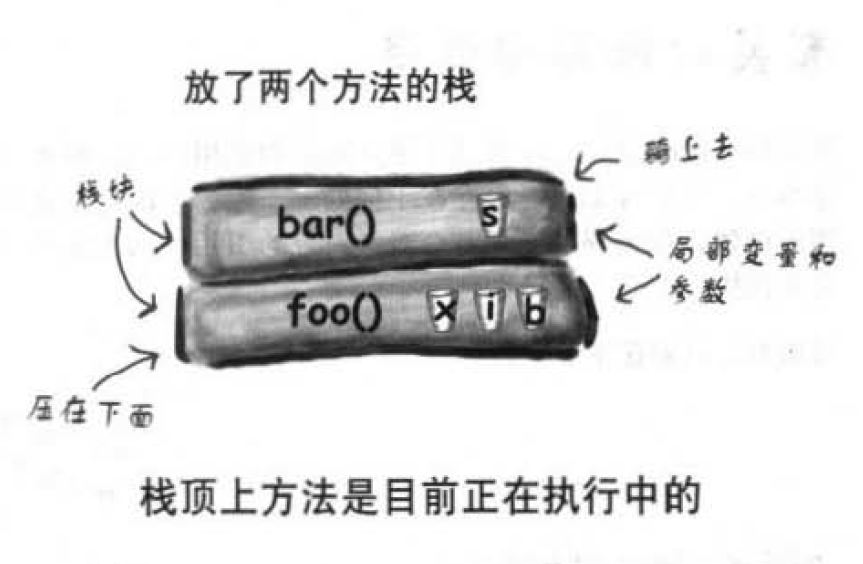 放了两个方法的栈
骑上去
栈块
bar() s
局部变量和
参数
foo() x i b
压在下面
栈顶上方法是目前正在执行中的